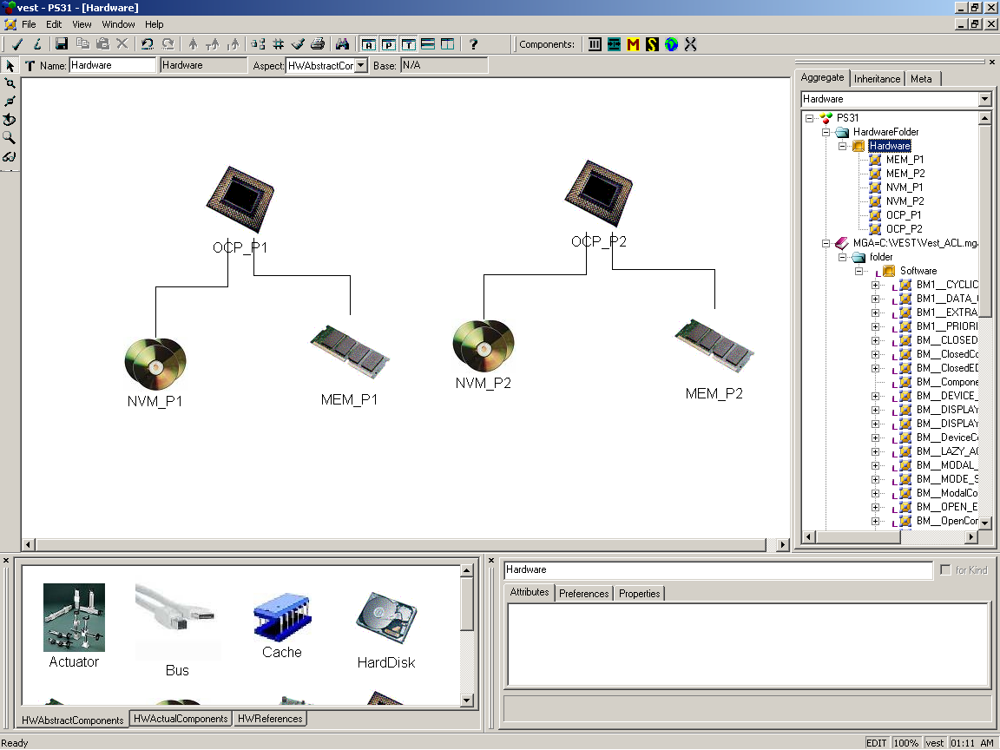 vest - PS31 - [Hardware]
File Edit View Window Help
Components:
Name: Hardware Hardware Aspect: HWAbstractCor Base: N/A
OCP_P1
OCP_P2
NVM_P1
MEM_P1
NVM_P2
MEM_P2
Aggregate Inheritance Meta
Hardware
PS31
HardwareFolder
Hardware
MEM_P1
MEM_P2
NVM_P1
NVM_P2
OCP_P1
OCP_P2
MGA=C:\VEST\Vest_ACL.mga
folder
Software
BM1__CYCLIC
BM1__DATA_
BM1__EXTRA
BM1__PRIORI
BM__CLOSED
BM__ClosedCo
BM__ClosedED
BM__Compone
BM__DEVICE_
BM__DISPLAY
BM__DISPLAY
BM__DeviceCo
BM__LAZY_AC
BM__MODAL_
BM__MODE_S
BM__ModalCo
BM__OPEN_E
BM__OpenCor
Actuator
Bus
Cache
HardDisk
HWAbstractComponents HWActualComponents HWReferences
Hardware for Kind
Attributes Preferences Properties
Ready
EDIT 100% vest 01:11 AM